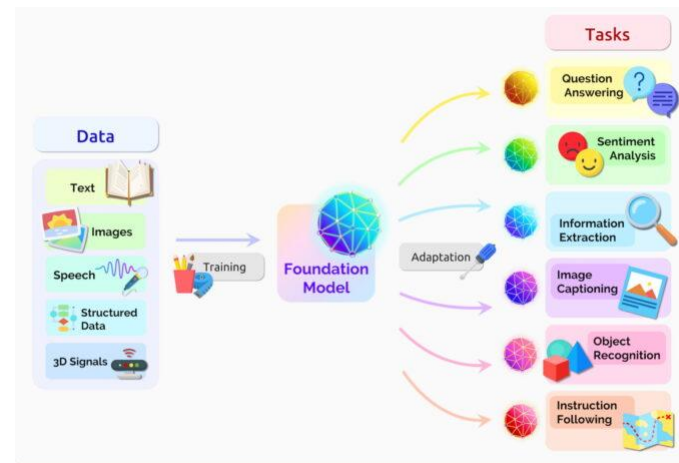 Data
Text
Images
Speech
Structured
Data
3D Signals
Training
Foundation
Model
Adaptation
Tasks
Question
Answering
?
Sentiment
Analysis
Information
Extraction
Image
Captioning
Object
Recognition
Instruction
Following